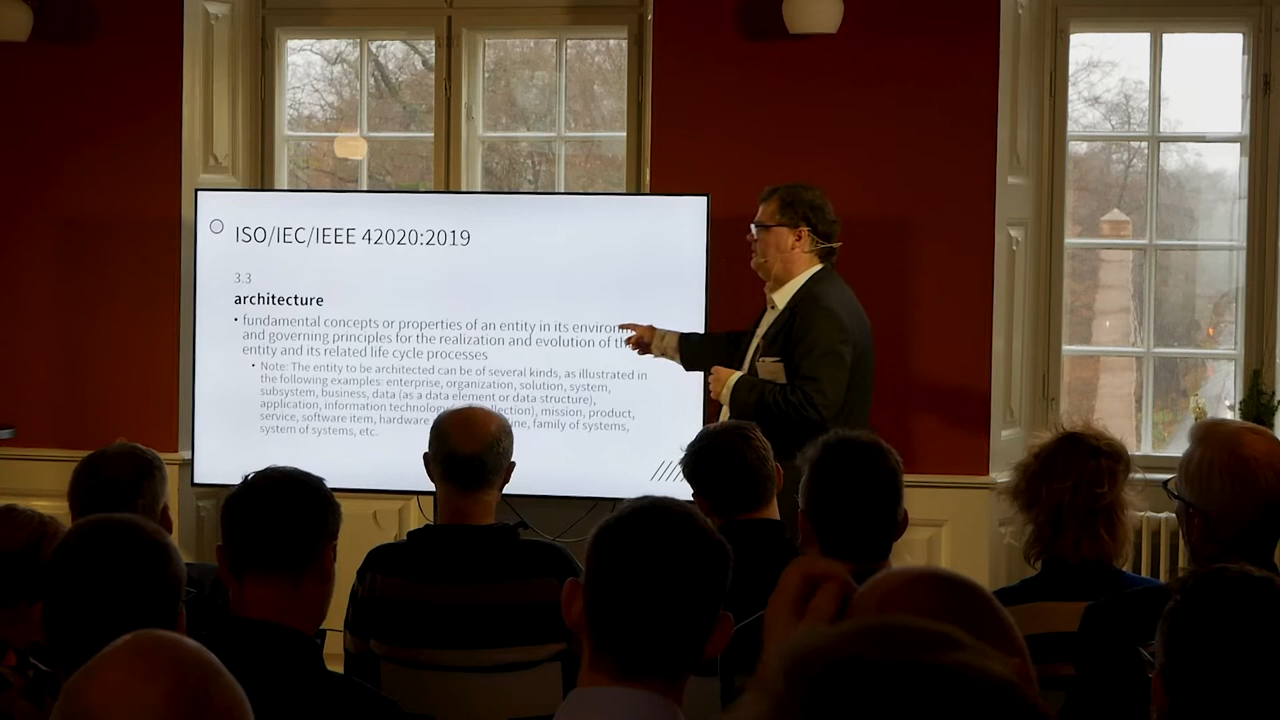 ISO/IEC/IEEE 42020:2019
3.3
architecture
• fundamental concepts or properties of an entity in its
and governing principles for the realization and evolution of
entity and its related life cycle processes
• Note: The entity to be architected can be of several kinds, as illustrated in
the following examples: enterprise, organization, solution, system,
subsystem, business, data (as a data element or data structure),
application, information technology mission, product,
service, software item, hardware family of systems,
system of systems, etc.